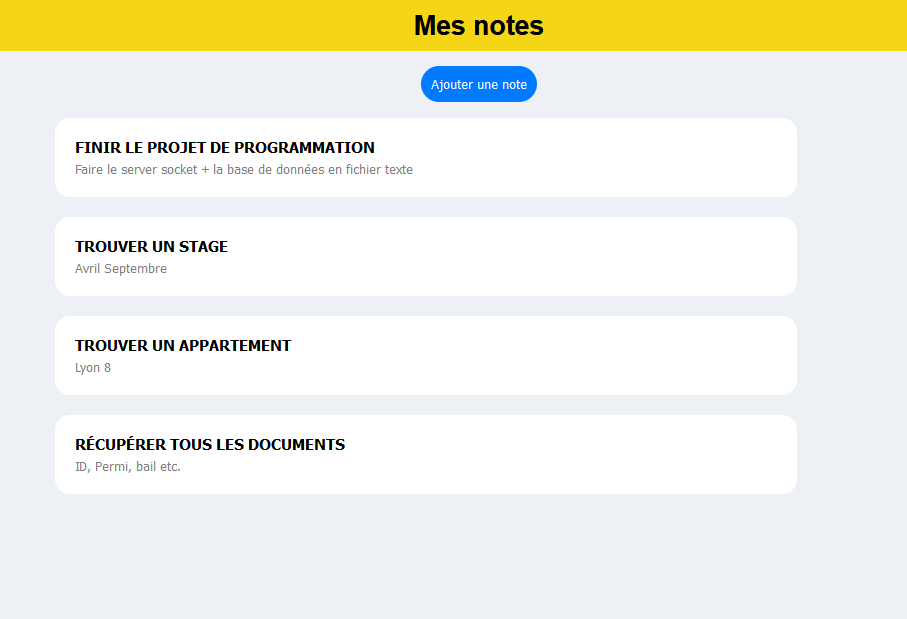 Mes notes
Ajouter une note
FINIR LE PROJET DE PROGRAMMATION
Faire le server socket + la base de données en fichier texte
TROUVER UN STAGE
Avril Septembre
TROUVER UN APPARTEMENT
Lyon 8
RÉCUPÉRER TOUS LES DOCUMENTS
ID, Permi, bail etc.